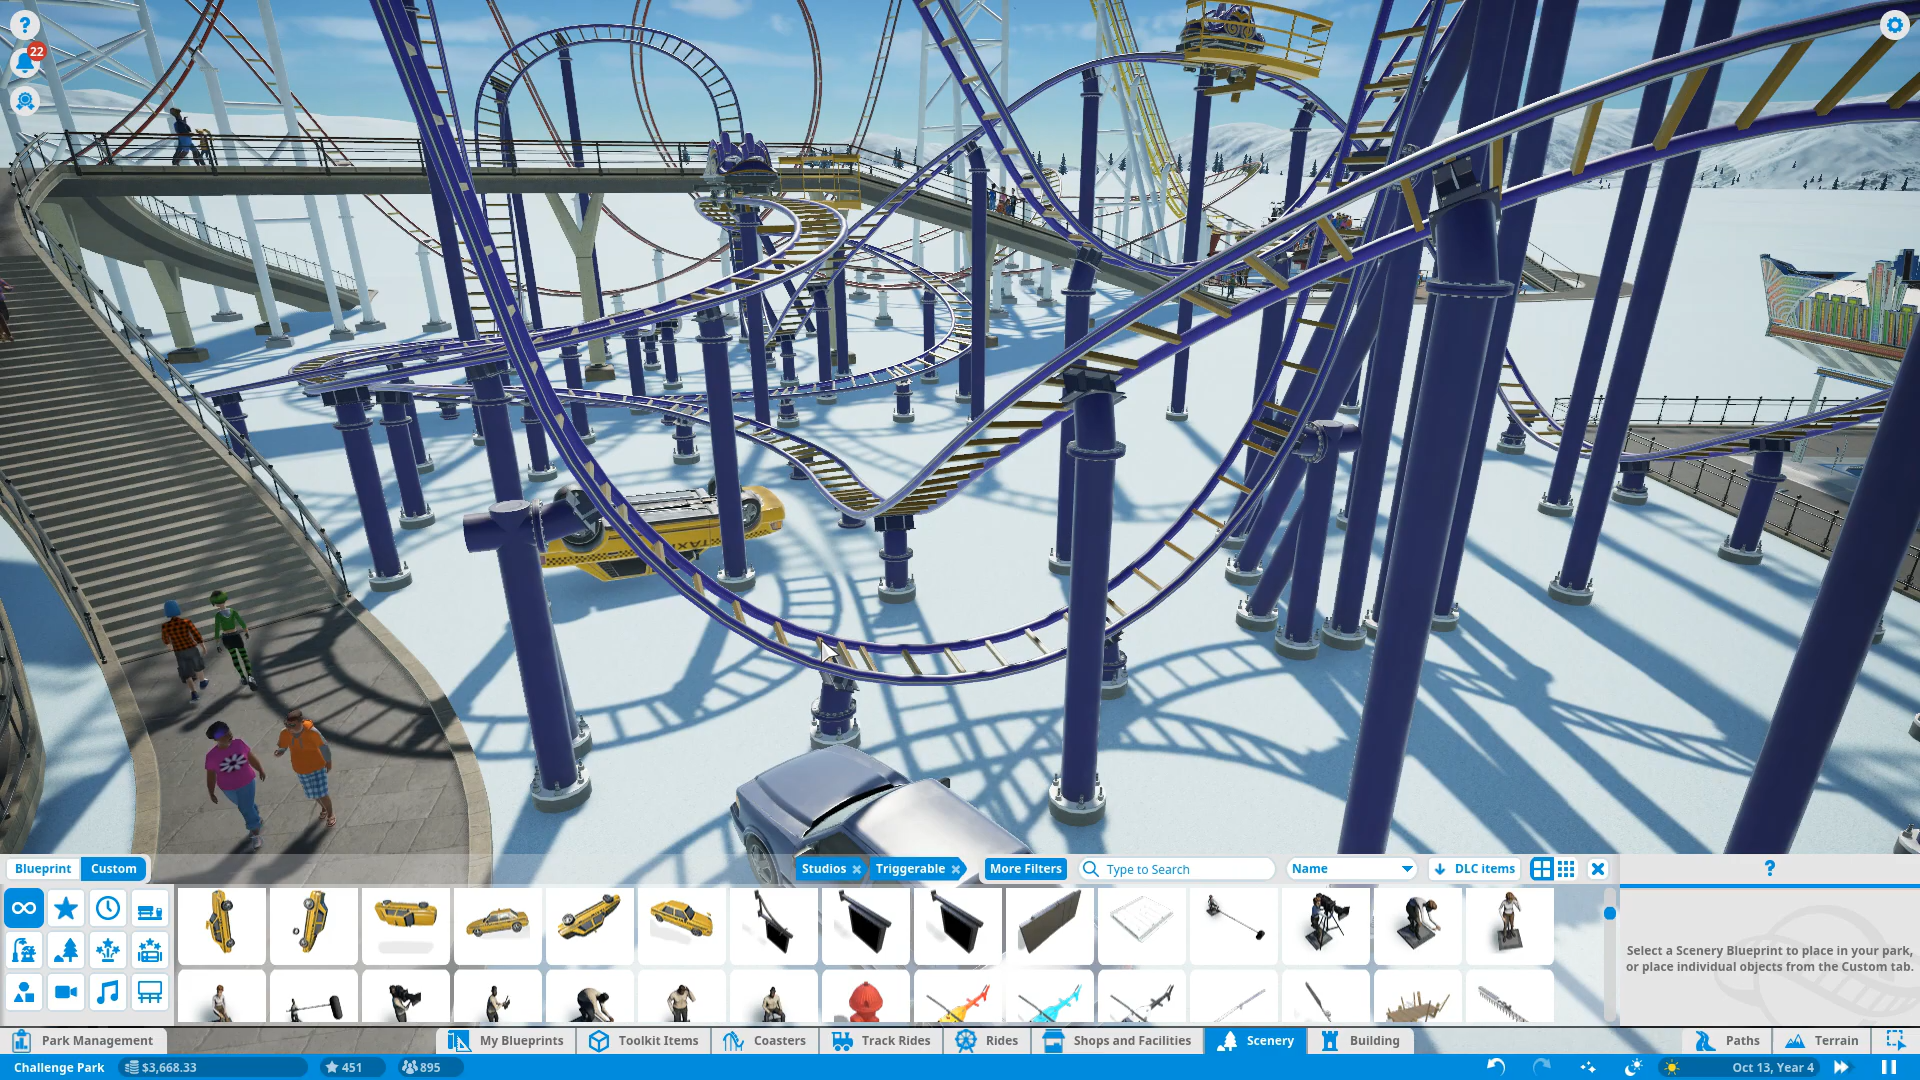 ?
22
TAXI
Blueprint
Custom
Studios
Triggerable
More Filters
Type to Search
Name
DLC items
?
Select a Scenery Blueprint to place in your park,
or place individual objects from the Custom tab.
Park Management
My Blueprints
Toolkit Items
Coasters
Track Rides
Rides
Shops and Facilities
Scenery
Building
Paths
Terrain
Challenge Park
$3,668.33
451
895
Oct 13, Year 4